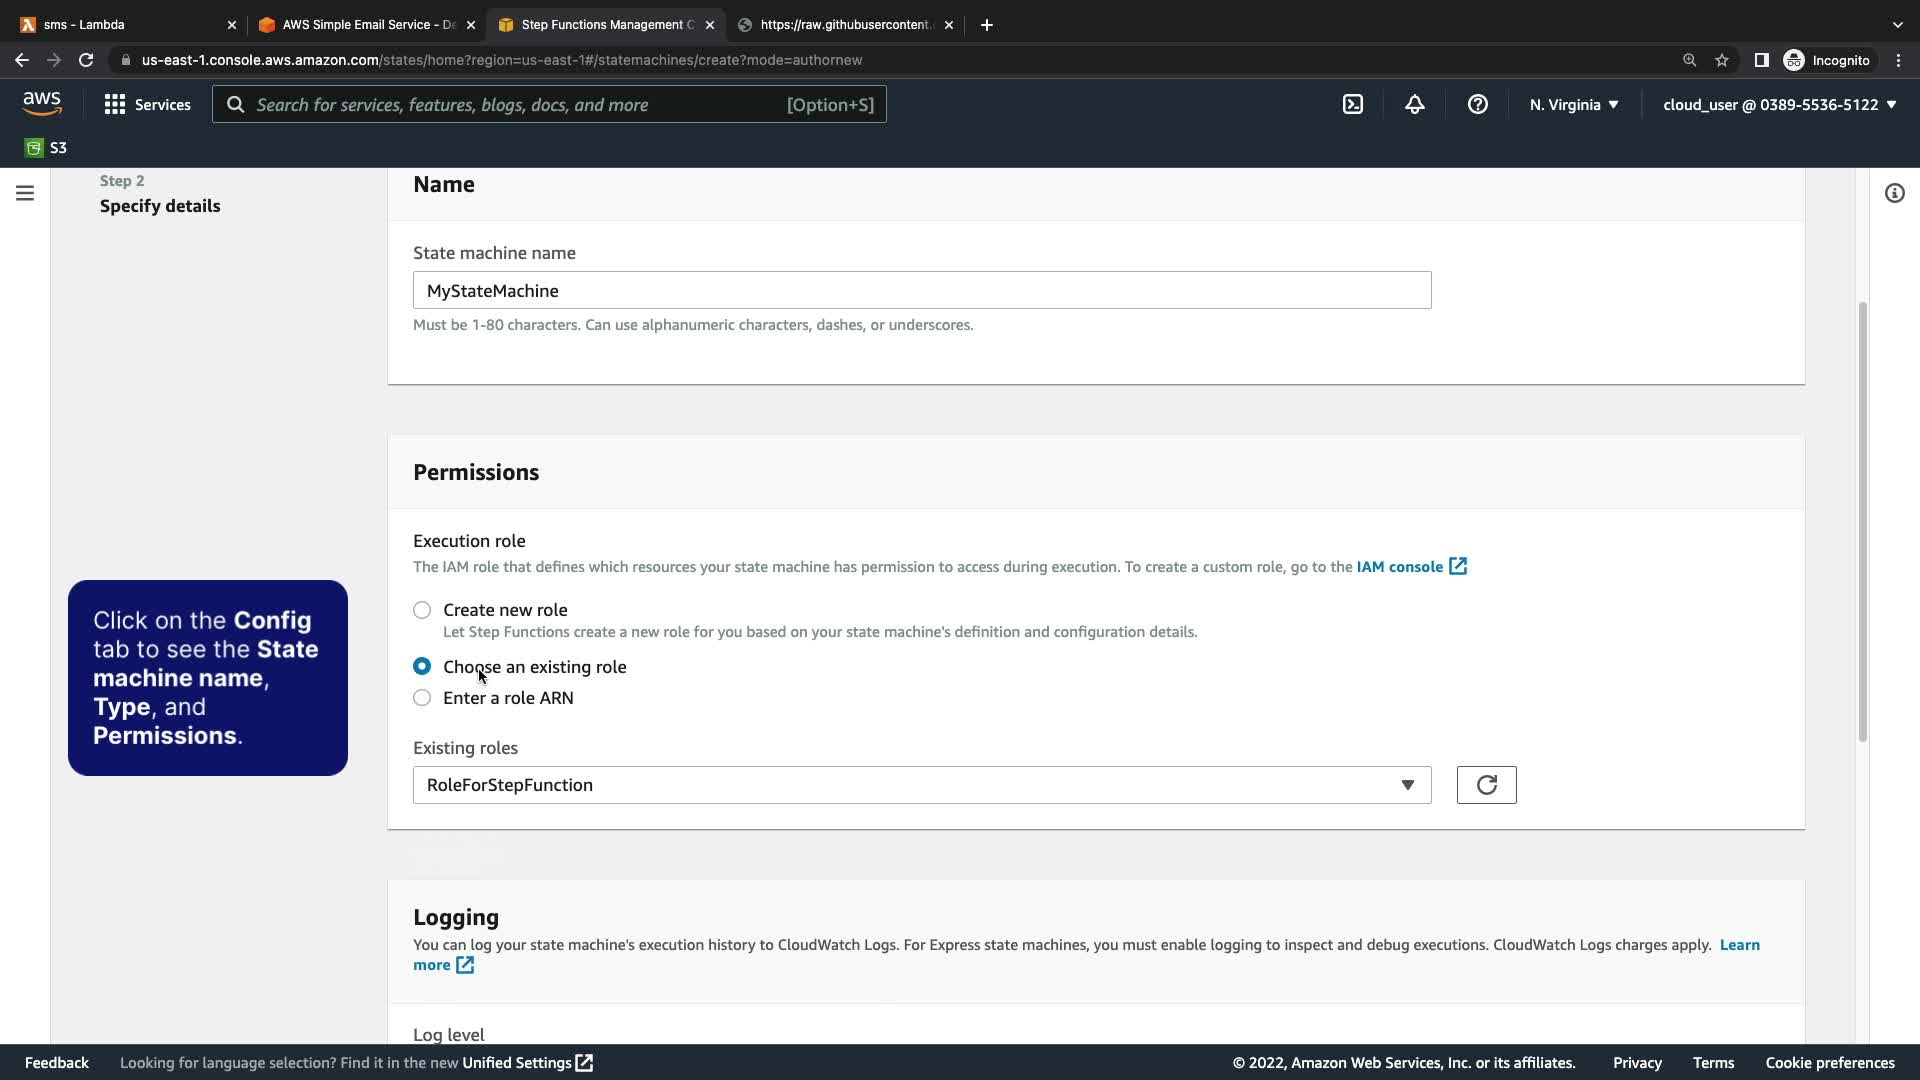 sms - Lambda
AWS Simple Email Service - De
Step Functions Management C
https://raw.githubusercontent.
us-east-1.console.aws.amazon.com/states/home?region=us-east-1#/statemachines/create?mode=authornew
Incognito
aws
Services
Search for services, features, blogs, docs, and more
[Option+S]
N. Virginia
cloud_user @ 0389-5536-5122
S3
Step 2
Specify details
Name
State machine name
MyStateMachine
Must be 1-80 characters. Can use alphanumeric characters, dashes, or underscores.
Permissions
Execution role
The IAM role that defines which resources your state machine has permission to access during execution. To create a custom role, go to the IAM console
Create new role
Let Step Functions create a new role for you based on your state machine's definition and configuration details.
Choose an existing role
Enter a role ARN
Existing roles
RoleForStepFunction
Click on the Config
tab to see the State
machine name,
Type, and
Permissions.
Logging
You can log your state machine's execution history to CloudWatch Logs. For Express state machines, you must enable logging to inspect and debug executions. CloudWatch Logs charges apply. Learn
more
Log level
Feedback
Looking for language selection? Find it in the new Unified Settings
© 2022, Amazon Web Services, Inc. or its affiliates.
Privacy
Terms
Cookie preferences